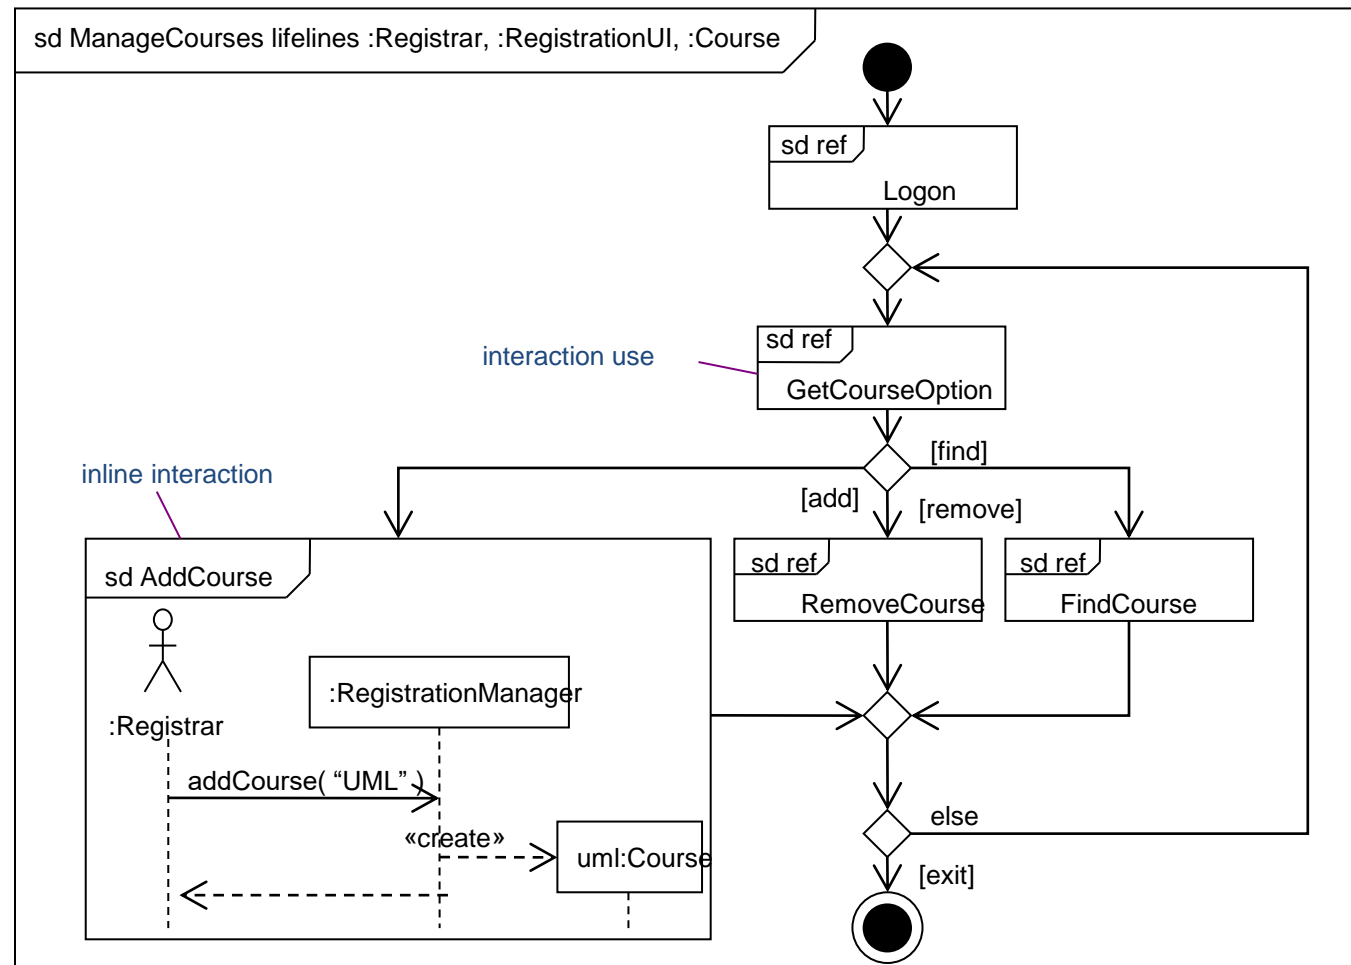 sd ManageCourses lifelines :Registrar, :RegistrationUI, :Course
sd ref
Logon
sd ref
interaction use
GetCourseOption
[find]
inline interaction
[add]
[remove]
sd AddCourse
sd ref
sd ref
RemoveCourse
FindCourse
:RegistrationManager
:Registrar
addCourse( “UML” )
else
«create»
uml:Course
[exit]